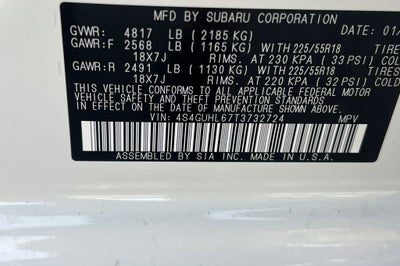 MFD BY SUBARU CORPORATION 01/
GVWR: 4817 LB (2185 KG)
GAWR:F 2568 LB (1165 KG) WITH 225/55R18 TIRE
18X7J RIMS. AT 230 KPA (33 PSI) COLD
GAWR:R 2491 LB (1130 KG) WITH 225/55R18 TIRE
18X7J RIMS. AT 220 KPA (32 PSI) COLD
THIS VEHICLE CONFORMS TO ALL APPLICABLE FEDERAL MOTOR
VEHICLE SAFETY, BUMPER, AND THEFT PREVENTION STANDARDS
IN EFFECT ON THE DATE OF MANUFACTURE SHOWN ABOVE.
VIN: 4S4GUHL67T3732724 MPV
ASSEMBLED BY SIA INC. MADE IN U.S.A.